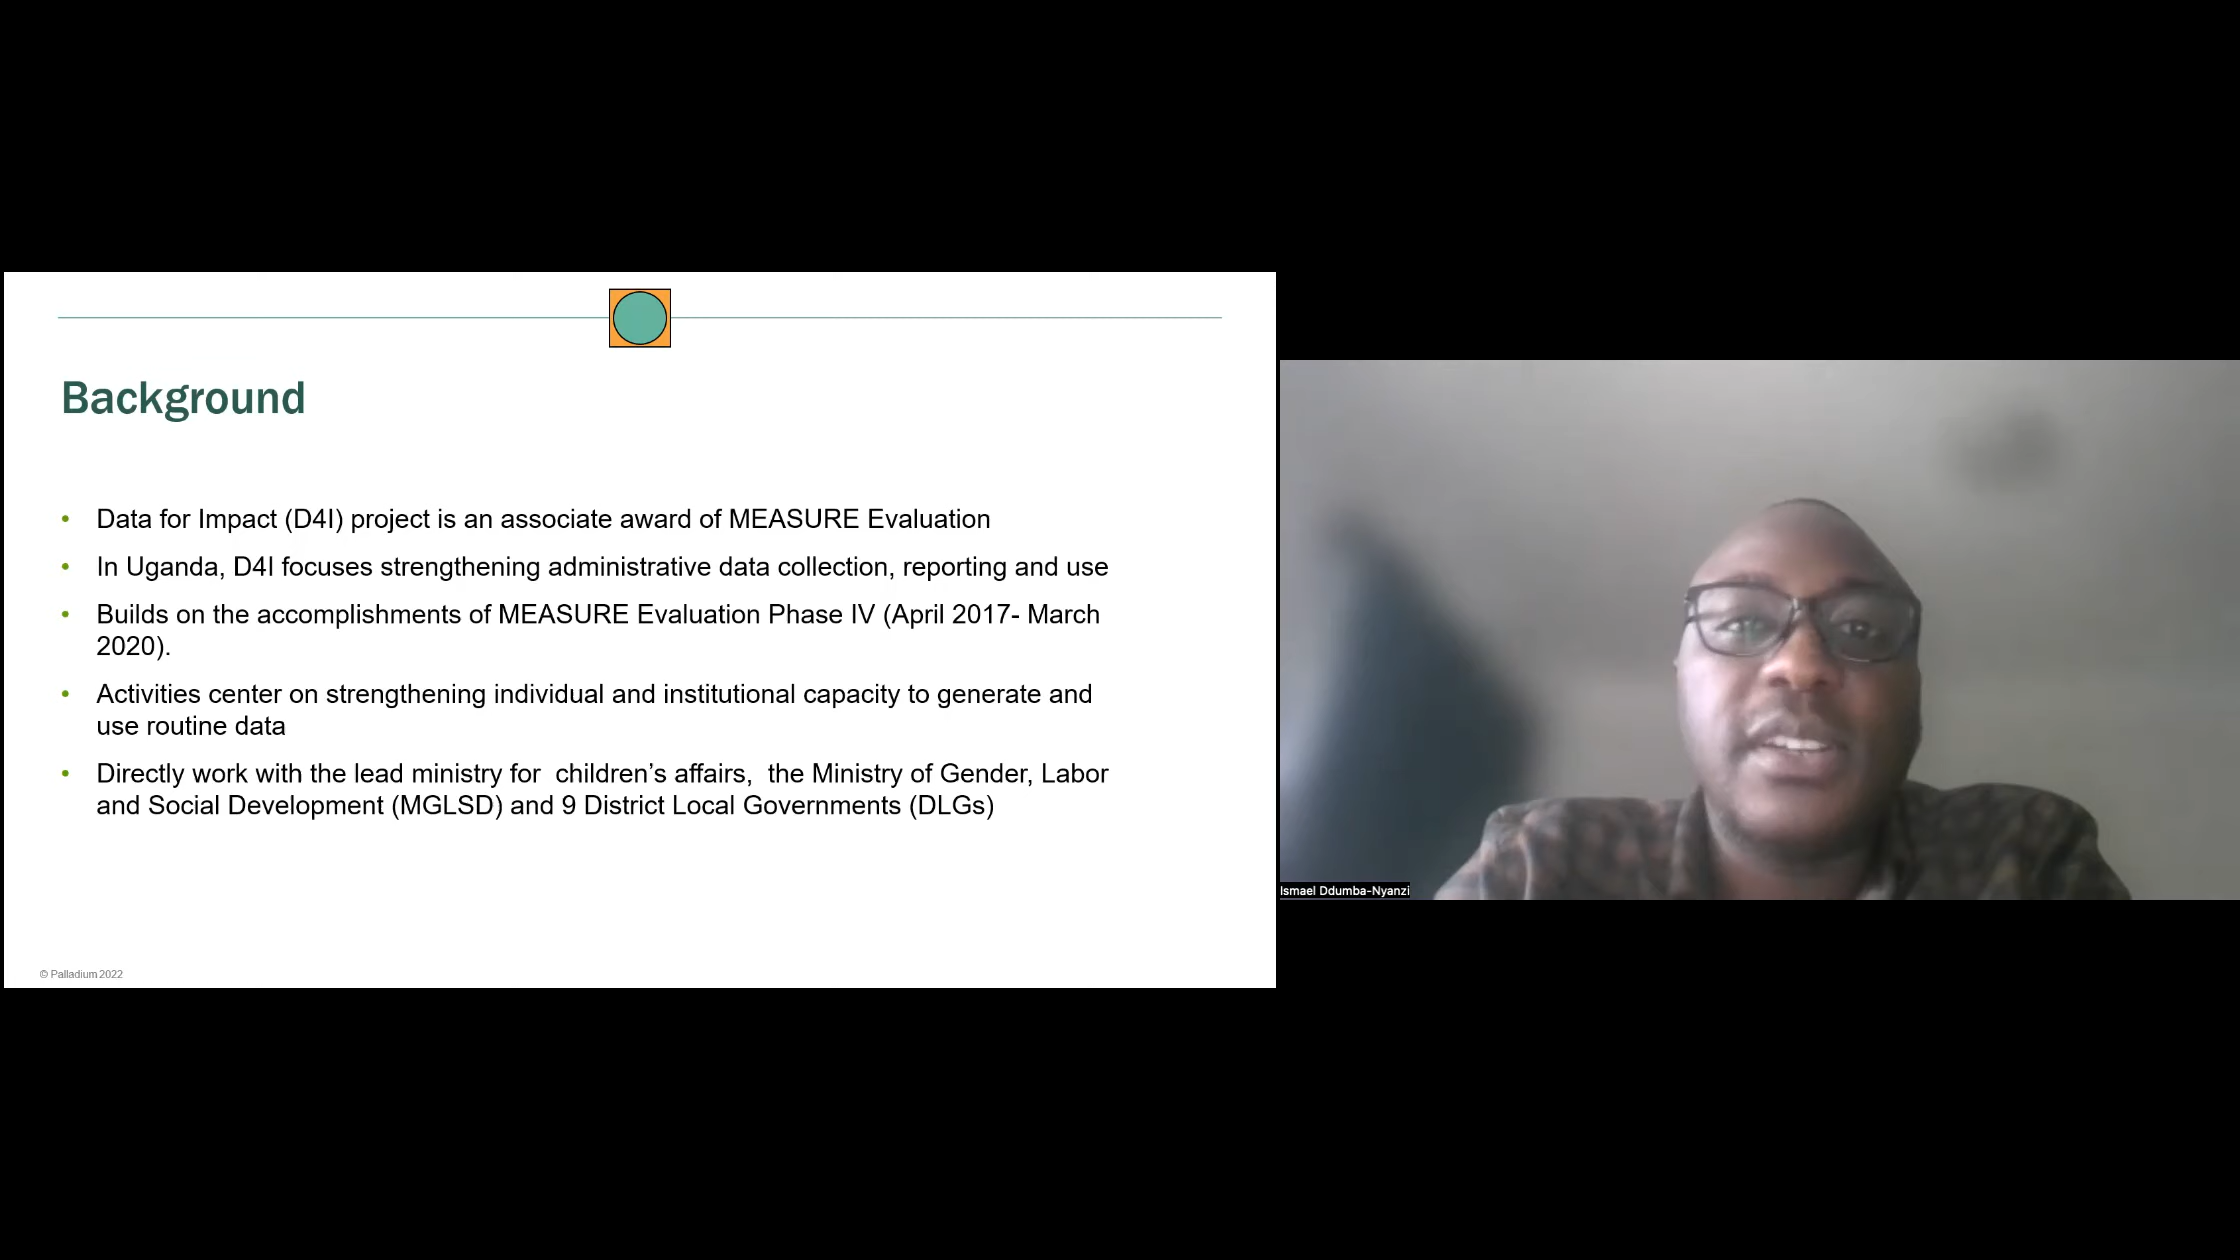 Background
• Data for Impact (D4I) project is an associate award of MEASURE Evaluation
• In Uganda, D4I focuses strengthening administrative data collection, reporting and use
• Builds on the accomplishments of MEASURE Evaluation Phase IV (April 2017- March
2020).
• Activities center on strengthening individual and institutional capacity to generate and
use routine data
• Directly work with the lead ministry for  children’s affairs,  the Ministry of Gender, Labor
and Social Development (MGLSD) and 9 District Local Governments (DLGs)
© Palladium 2022
Ismael Ddumba-Nyanzi